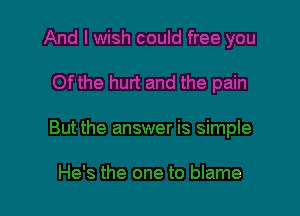 And I wish could free you
Of the hurt and the pain
But the answer is simple
He's the one to blame